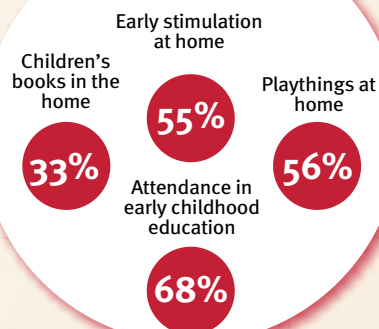 Early stimulation
at home
55%
Children’s
books in the
home
33%
Playthings at
home
56%
Attendance in
early childhood
education
68%